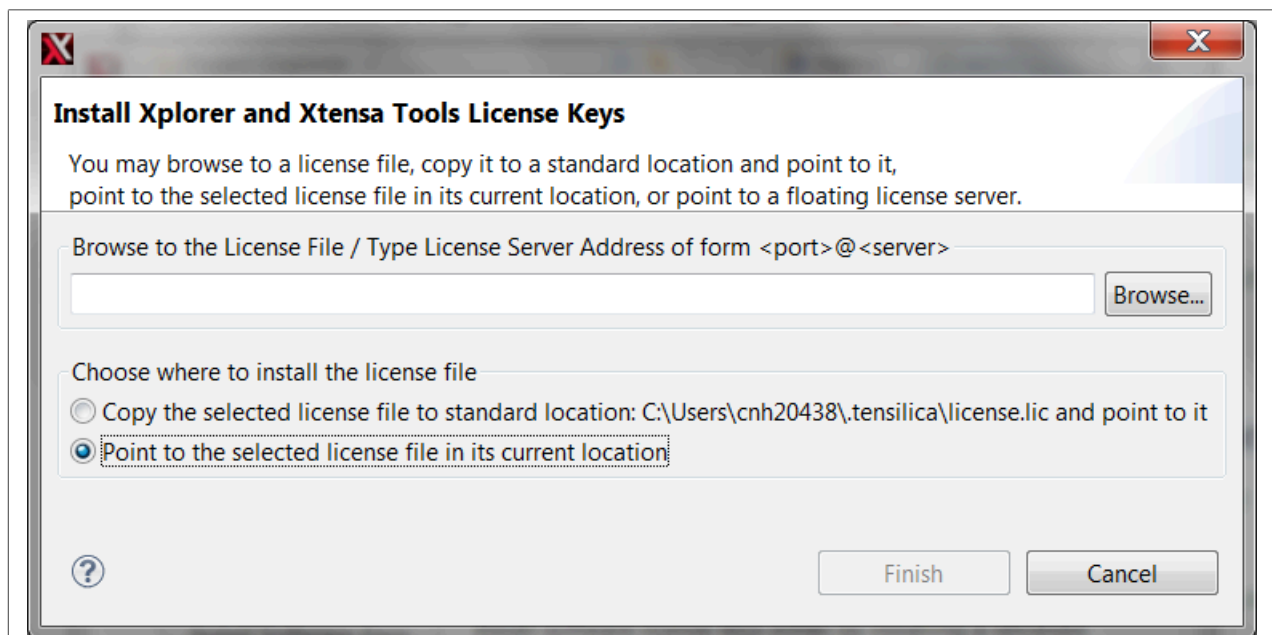 Install Xplorer and Xtensa Tools License Keys
You may browse to a license file, copy it to a standard location and point to it,
point to the selected license file in its current location, or point to a floating license server.
Browse to the License File / Type License Server Address of form <port>@<server>
Browse...
Choose where to install the license file
Copy the selected license file to standard location: C:\Users\cnh20438\.tensilica\license.lic and point to it
Point to the selected license file in its current location
Finish
Cancel